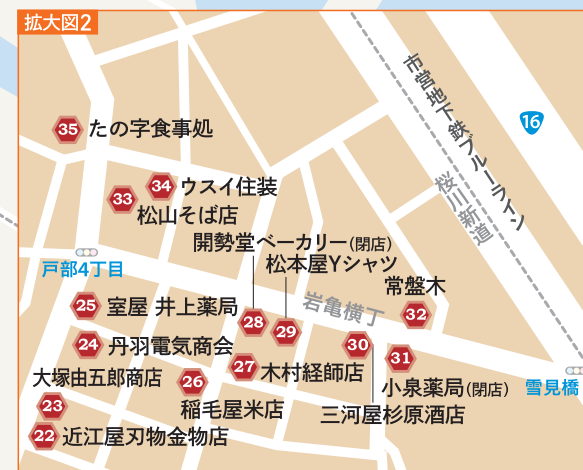 拡大図2
市営地下鉄ブルーライン
16
桜川新道
35 たの字食事処
34 ウスイ住装
33 松山そば店
開勢堂ベーカリー(閉店)
松本屋Yシャツ
戸部4丁目
常盤木
岩亀横丁
25 室屋 井上薬局
28
29
32
24 丹羽電気商会
30
31
27 木村経師店
大塚由五郎商店
26
小泉薬局(閉店)
雪見橋
23
稲毛屋米店
三河屋杉原酒店
22 近江屋刃物金物店